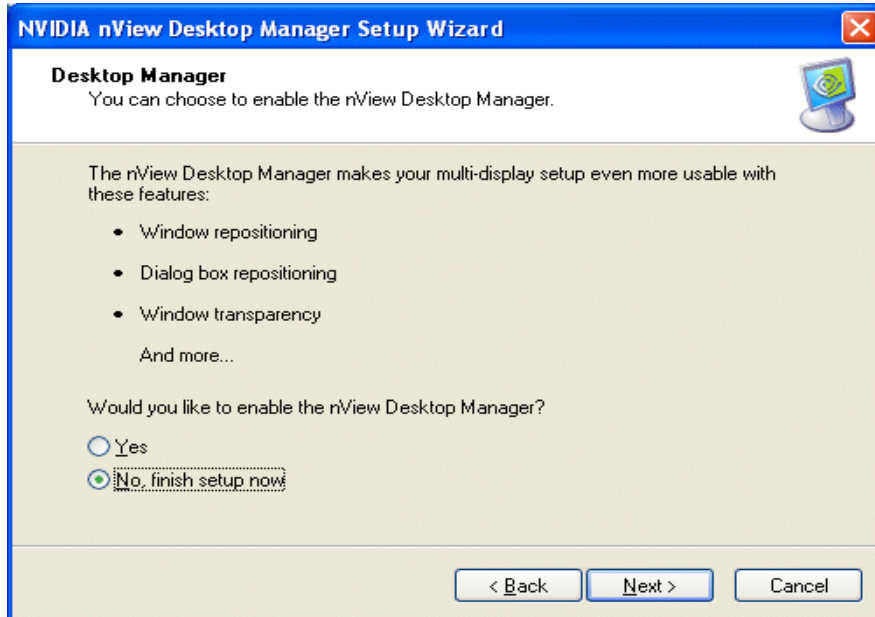 NVIDIA nView Desktop Manager Setup Wizard
Desktop Manager
You can choose to enable the nView Desktop Manager.
The nView Desktop Manager makes your multi-display setup even more usable with
these features:
• Window repositioning
• Dialog box repositioning
• Window transparency
And more...
Would you like to enable the nView Desktop Manager?
Yes
No, finish setup now
< Back
Next >
Cancel